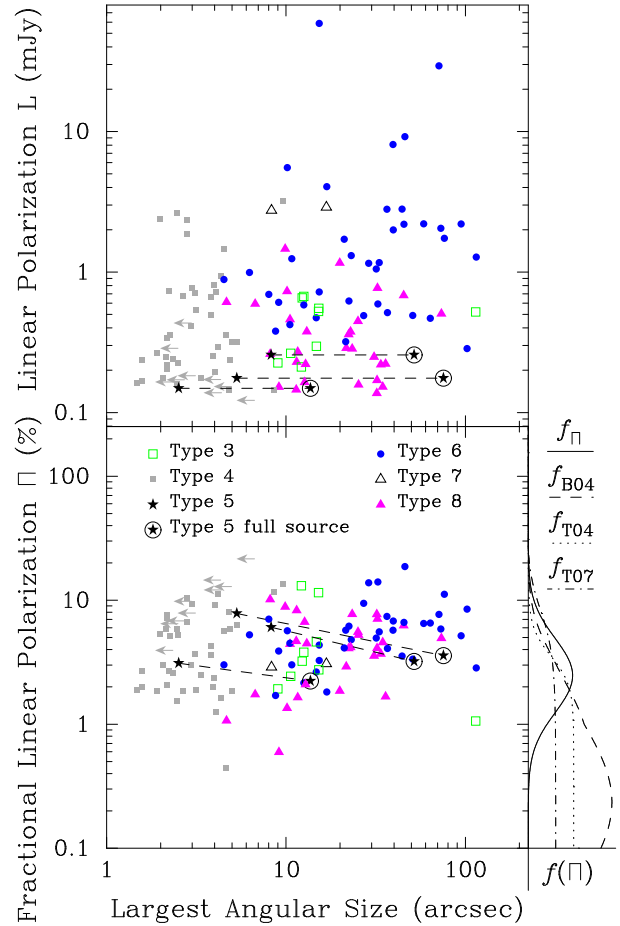 Linear Polarization L (mJy)
10
1
0.1
Fractional Linear Polarization Π (%)
100
10
1
0.1
Type 3
Type 4
Type 5
Type 5 full source
Type 6
Type 7
Type 8
f_Π
f_B04
f_T04
f_T07
f(Π)
1
10
100
Largest Angular Size (arcsec)